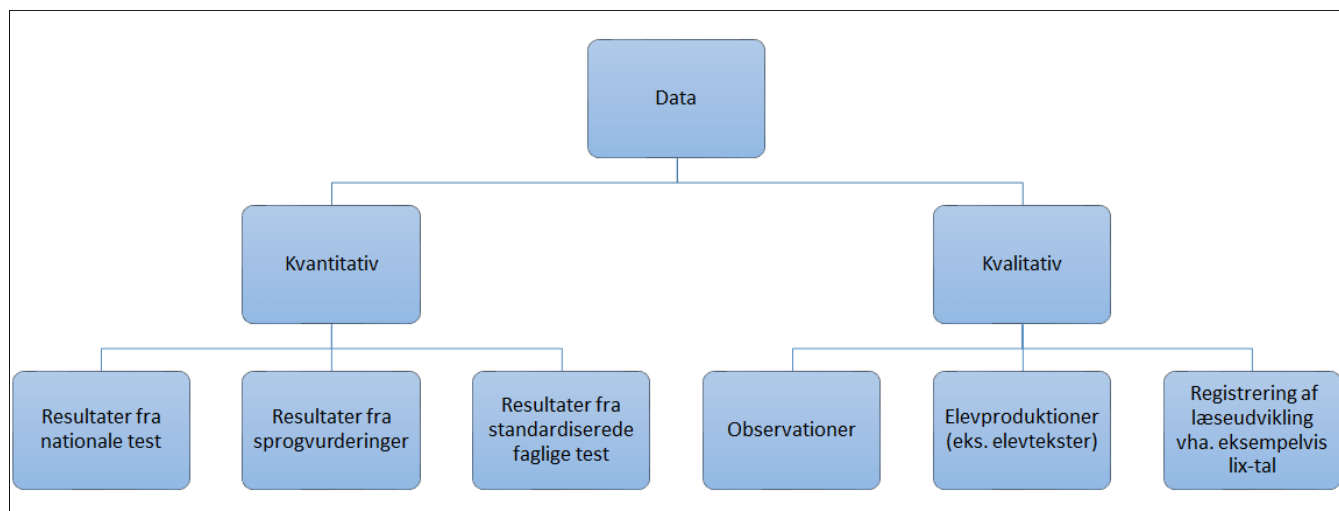 Data
Kvantitativ
Kvalitativ
Resultater fra
nationale test
Resultater fra
sprogvurderinger
Resultater fra
standardiserede
faglige test
Observationer
Elevproduktioner
(eks. elevtekster)
Registrering af
læseudvikling
vha. eksempelvis
lix-tal